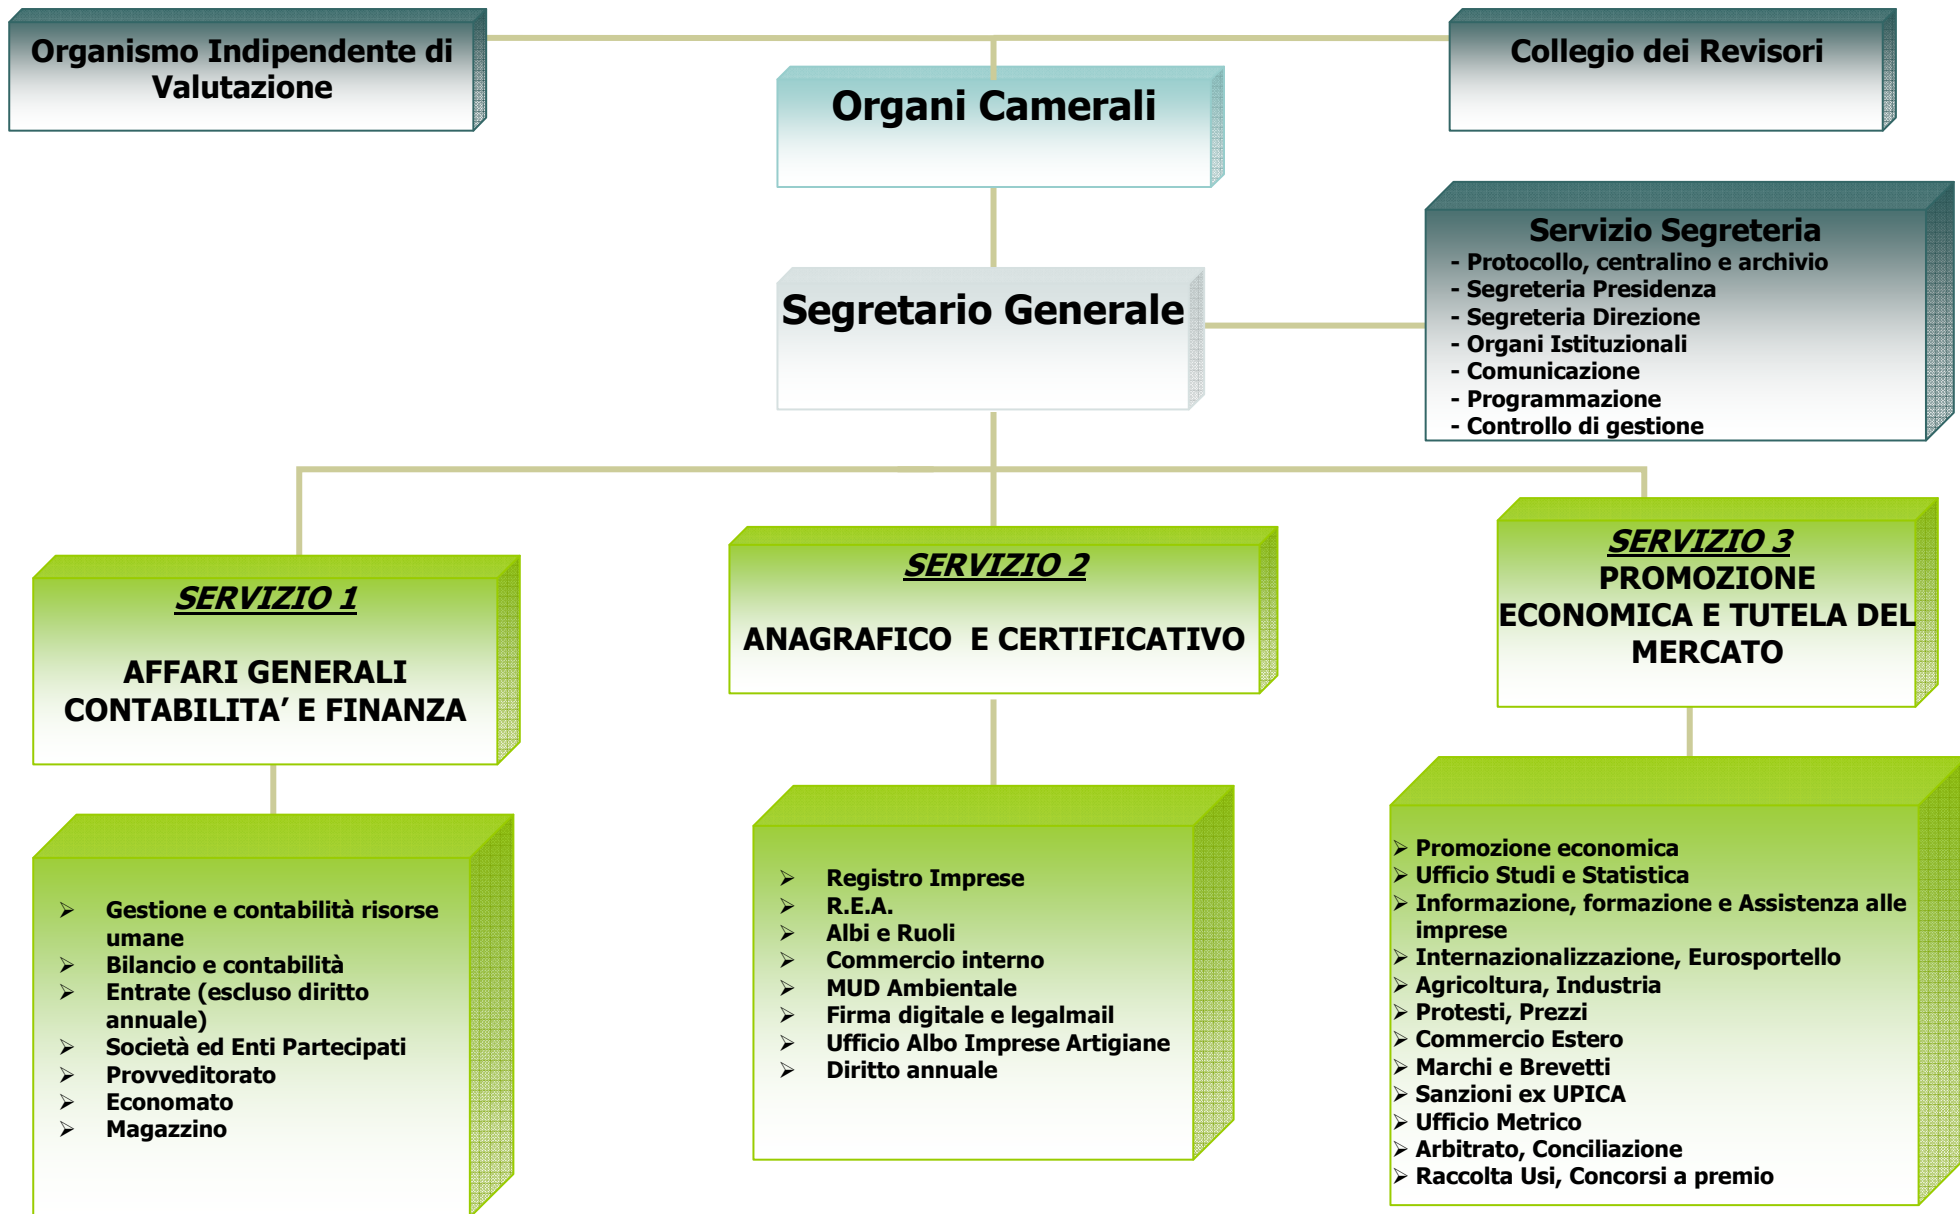 Organismo Indipendente di
Valutazione
Collegio dei Revisori
Organi Camerali
Servizio Segreteria
- Protocollo, centralino e archivio
- Segreteria Presidenza
- Segreteria Direzione
- Organi Istituzionali
- Comunicazione
- Programmazione
- Controllo di gestione
Segretario Generale
SERVIZIO 1
AFFARI GENERALI
CONTABILITA’ E FINANZA
SERVIZIO 2
ANAGRAFICO E CERTIFICATIVO
SERVIZIO 3
PROMOZIONE
ECONOMICA E TUTELA DEL
MERCATO
➢ Gestione e contabilità risorse
umane
➢ Bilancio e contabilità
➢ Entrate (escluso diritto
annuale)
➢ Società ed Enti Partecipati
➢ Provveditorato
➢ Economato
➢ Magazzino
➢ Registro Imprese
➢ R.E.A.
➢ Albi e Ruoli
➢ Commercio interno
➢ MUD Ambientale
➢ Firma digitale e legalmail
➢ Ufficio Albo Imprese Artigiane
➢ Diritto annuale
➢ Promozione economica
➢ Ufficio Studi e Statistica
➢ Informazione, formazione e Assistenza alle
imprese
➢ Internazionalizzazione, Eurosportello
➢ Agricoltura, Industria
➢ Protesti, Prezzi
➢ Commercio Estero
➢ Marchi e Brevetti
➢ Sanzioni ex UPICA
➢ Ufficio Metrico
➢ Arbitrato, Conciliazione
➢ Raccolta Usi, Concorsi a premio